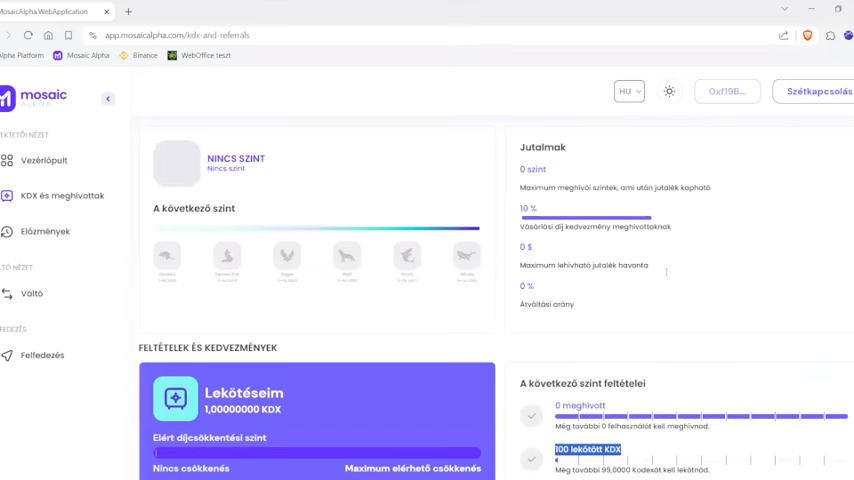 MosaicAlpha.WebApplication
app.mosaicalpha.com/kdx-and-referrals
Alpha Platform
Mosaic Alpha
Binance
WebOffice teszt
mosaic
ALPHA
HU
0xf19B...
Szétkapcsolás
Vezérlőpult
KDX és meghívottak
Előzmények
Váltó
Felfedezés
NINCS SZINT
Nincs szint
A következő szint
Jutalmak
0 szint
Maximum meghívói szintek, ami után jutalék kapható
10 %
Vásárlási díj kedvezmény meghívottaknak
0 $
Maximum lehívható jutalék havonta
0 %
Átváltási arány
FELTÉTELEK ÉS KEDVEZMÉNYEK
Lekötéseim
1,00000000 KDX
Elért díjcsökkentési szint
Nincs csökkenés
Maximum elérhető csökkenés
A következő szint feltételei
0 meghívott
Még további 0 felhasználót kell meghívnod.
100 lekötött KDX
Még további 99,0000 Kodexát kell lekötnöd.